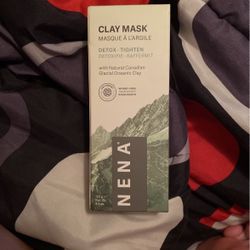 CLAY MASK
MASQUE À L'ARGILE
DETOX · TIGHTEN
DÉTOXIFIE · RAFFERMIT
with Natural Canadian
Glacial Oceanic Clay
NENA